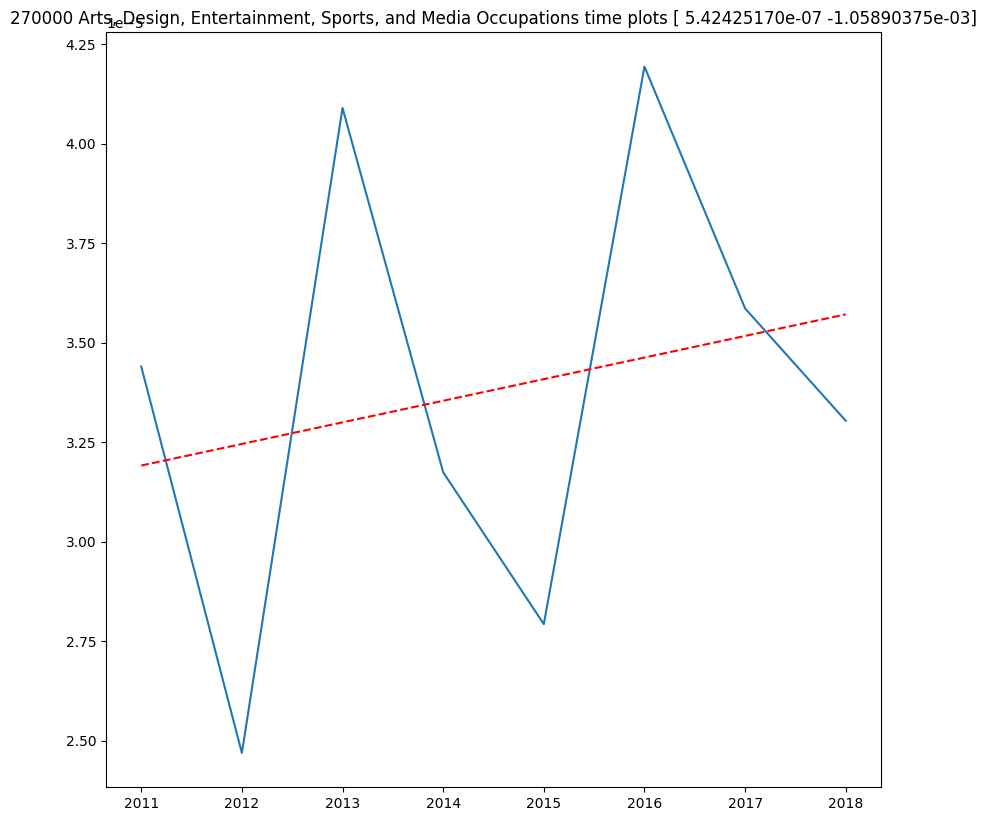 270000 Arts, Design, Entertainment, Sports, and Media Occupations time plots [ 5.42425170e-07 -1.05890375e-03]
1e−5
4.25
4.00
3.75
3.50
3.25
3.00
2.75
2.50
2011 2012 2013 2014 2015 2016 2017 2018